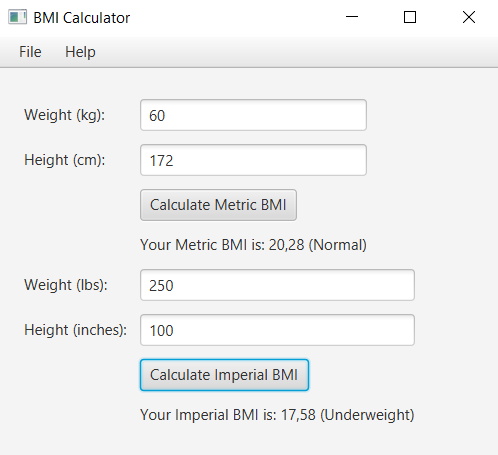 BMI Calculator
File Help
Weight (kg): 60
Height (cm): 172
Calculate Metric BMI
Your Metric BMI is: 20,28 (Normal)
Weight (lbs): 250
Height (inches): 100
Calculate Imperial BMI
Your Imperial BMI is: 17,58 (Underweight)